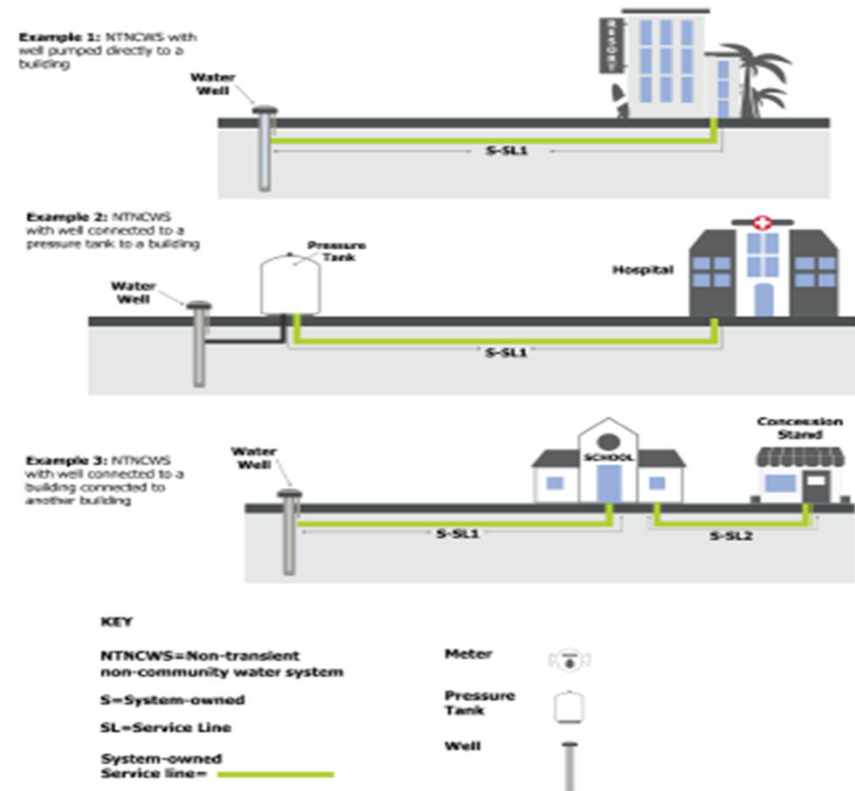 Example 1: NTNCWS with
well pumped directly to a
building
Water
Well
RESORT
S-SL1
Example 2: NTNCWS
with well connected to a
pressure tank to a building
Pressure
Tank
Water
Well
Hospital
S-SL1
Example 3: NTNCWS
with well connected to a
building connected to
another building
Water
Well
SCHOOL
Concession
Stand
S-SL1
S-SL2
KEY
NTNCWS=Non-transient
non-community water system
S=System-owned
SL=Service Line
System-owned
Service line=
Meter
Pressure
Tank
Well